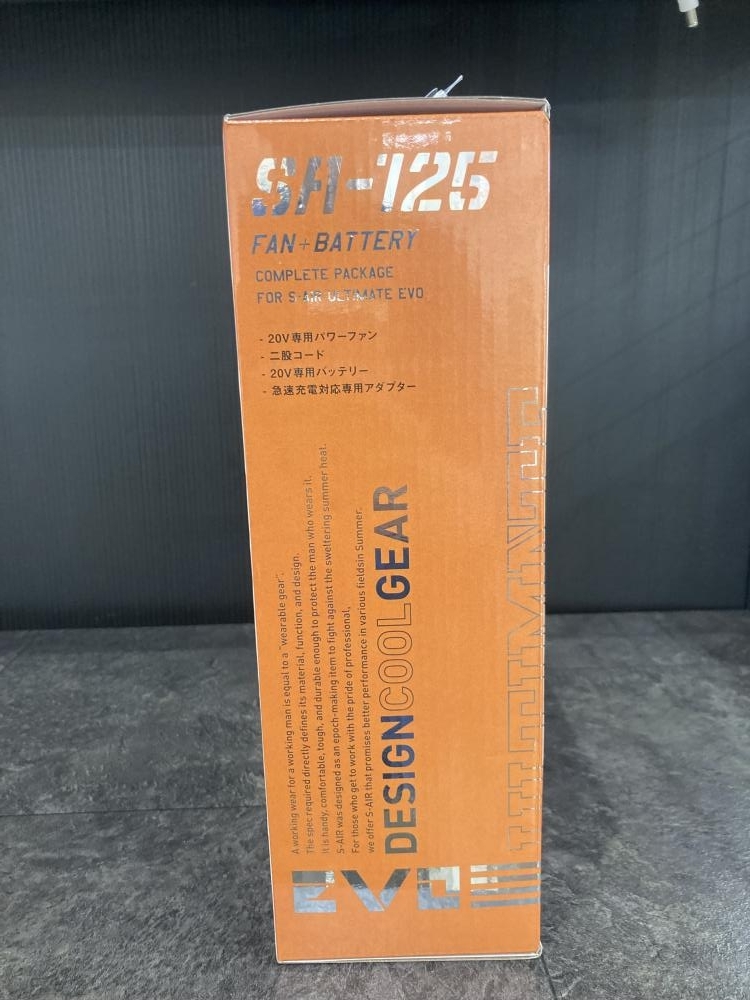 SA-125
FAN+BATTERY
COMPLETE PACKAGE
FOR S-AIR ULTIMATE EVO
- 20V専用パワーファン
- 二股コード
- 20V専用バッテリー
- 急速充電対応専用アダプター
A working wear for a working man is equal to a "wearable gear".
The spec required directly defines its material, function, and design.
It is handy, comfortable, tough, and durable enough to protect the man who wears it.
S-AIR was designed as an epoch-making item to fight against the sweltering summer heat.
For those who get to work with the pride of professional,
we offer S-AIR that promises better performance in various fieldsin Summer.
DESIGNCOOLGEAR
ULTIMATE
EVO